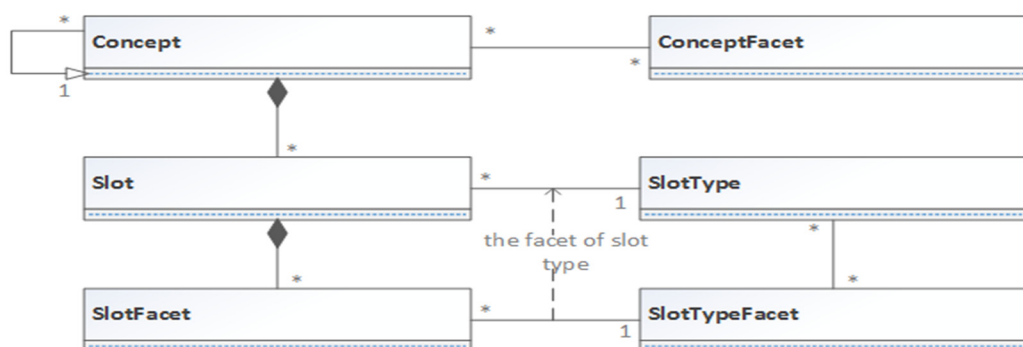 *
Concept
*
ConceptFacet
*
1
*
Slot
*
SlotType
1
*
the facet of slot
type
*
*
SlotFacet
*
SlotTypeFacet
1